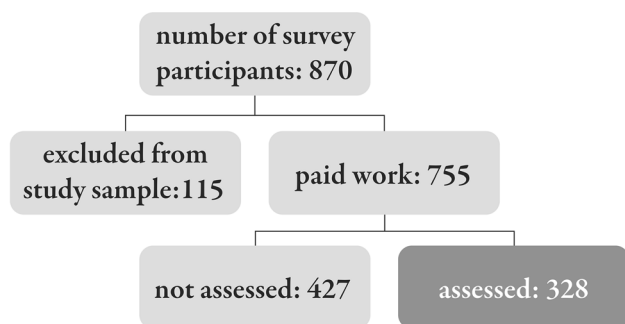 number of survey
participants: 870
excluded from
study sample:115
paid work: 755
not assessed: 427
assessed: 328